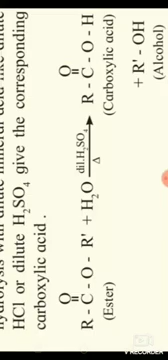 hydrolysis with dilute mineral acid like dilute
HCl or dilute H₂SO₄ give the corresponding
carboxylic acid .
O O
|| ||
R - C - O - R' + H₂O dil.H₂SO₄ Δ → R - C - O - H
(Ester) (Carboxylic acid)
+ R' - OH
(Alcohol)